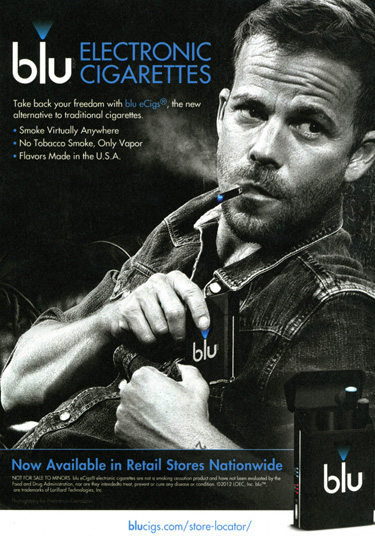 blu ELECTRONIC
CIGARETTES
Take back your freedom with blu eCigs®, the new
alternative to traditional cigarettes.
• Smoke Virtually Anywhere
• No Tobacco Smoke, Only Vapor
• Flavors Made in the U.S.A.
blu
blu
Now Available in Retail Stores Nationwide
NOT FOR SALE TO MINORS. blu eCigs® electronic cigarettes are not a smoking cessation product and have not been evaluated by the
Food and Drug Administration, nor are they intended to treat, prevent or cure any disease or condition. ©2012 LOEC, Inc. blu™
are trademarks of Lorillard Technologies, Inc.
blucigs.com/store-locator/